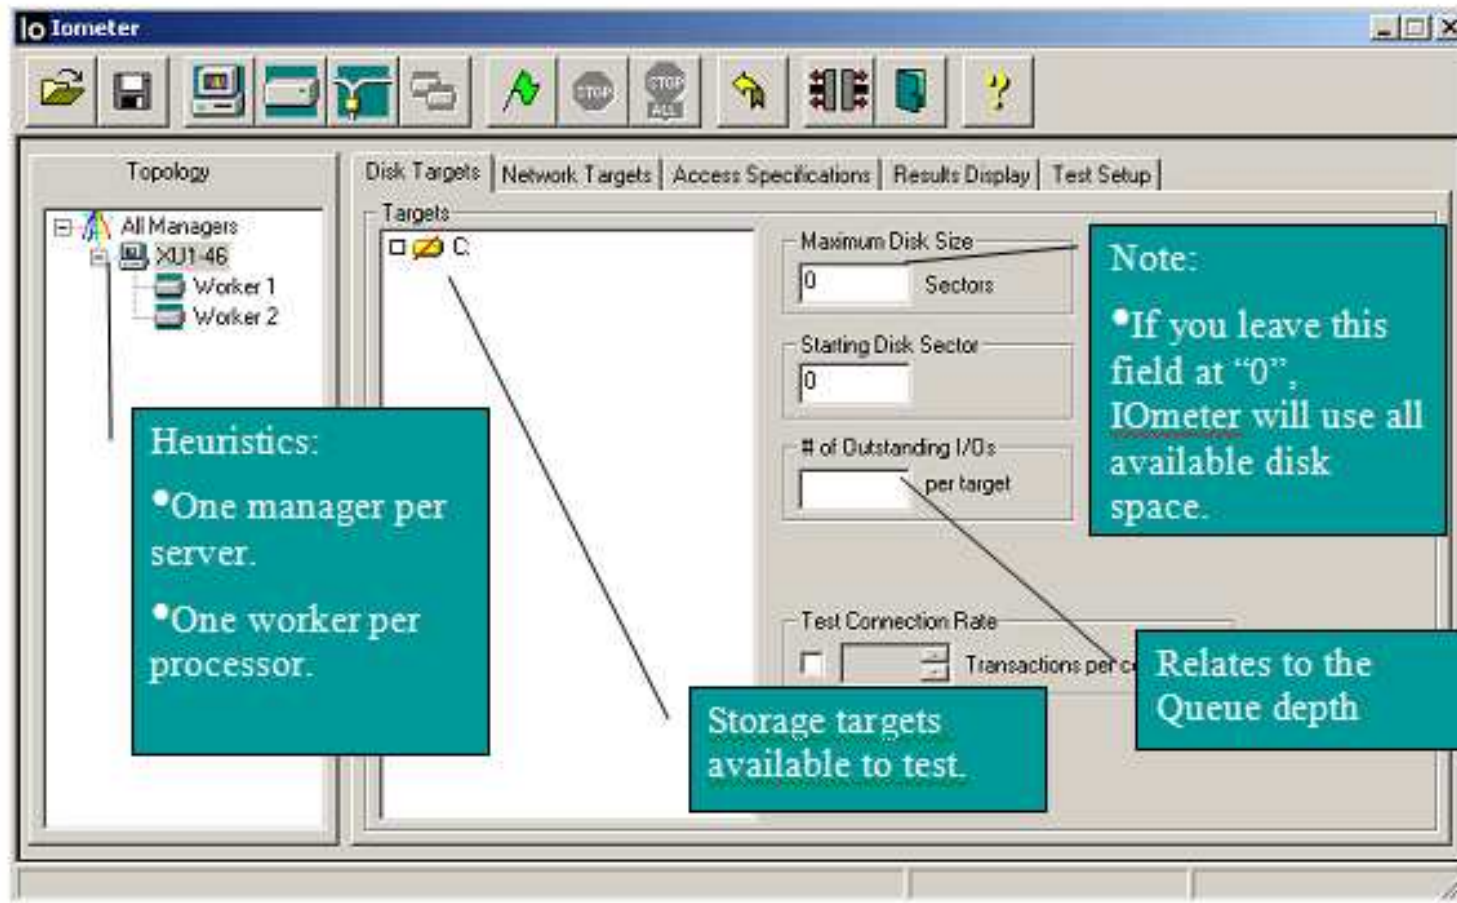 Iometer
STOP
STOP
ALL
Topology
Disk Targets
Network Targets
Access Specifications
Results Display
Test Setup
All Managers
XU1-46
Worker 1
Worker 2
Targets
C:
Maximum Disk Size
0
Sectors
Starting Disk Sector
0
# of Outstanding I/Os
per target
Test Connection Rate
Transactions per
Heuristics:
•One manager per
server.
•One worker per
processor.
Storage targets
available to test.
Note:
•If you leave this
field at “0”,
IOmeter will use all
available disk
space.
Relates to the
Queue depth